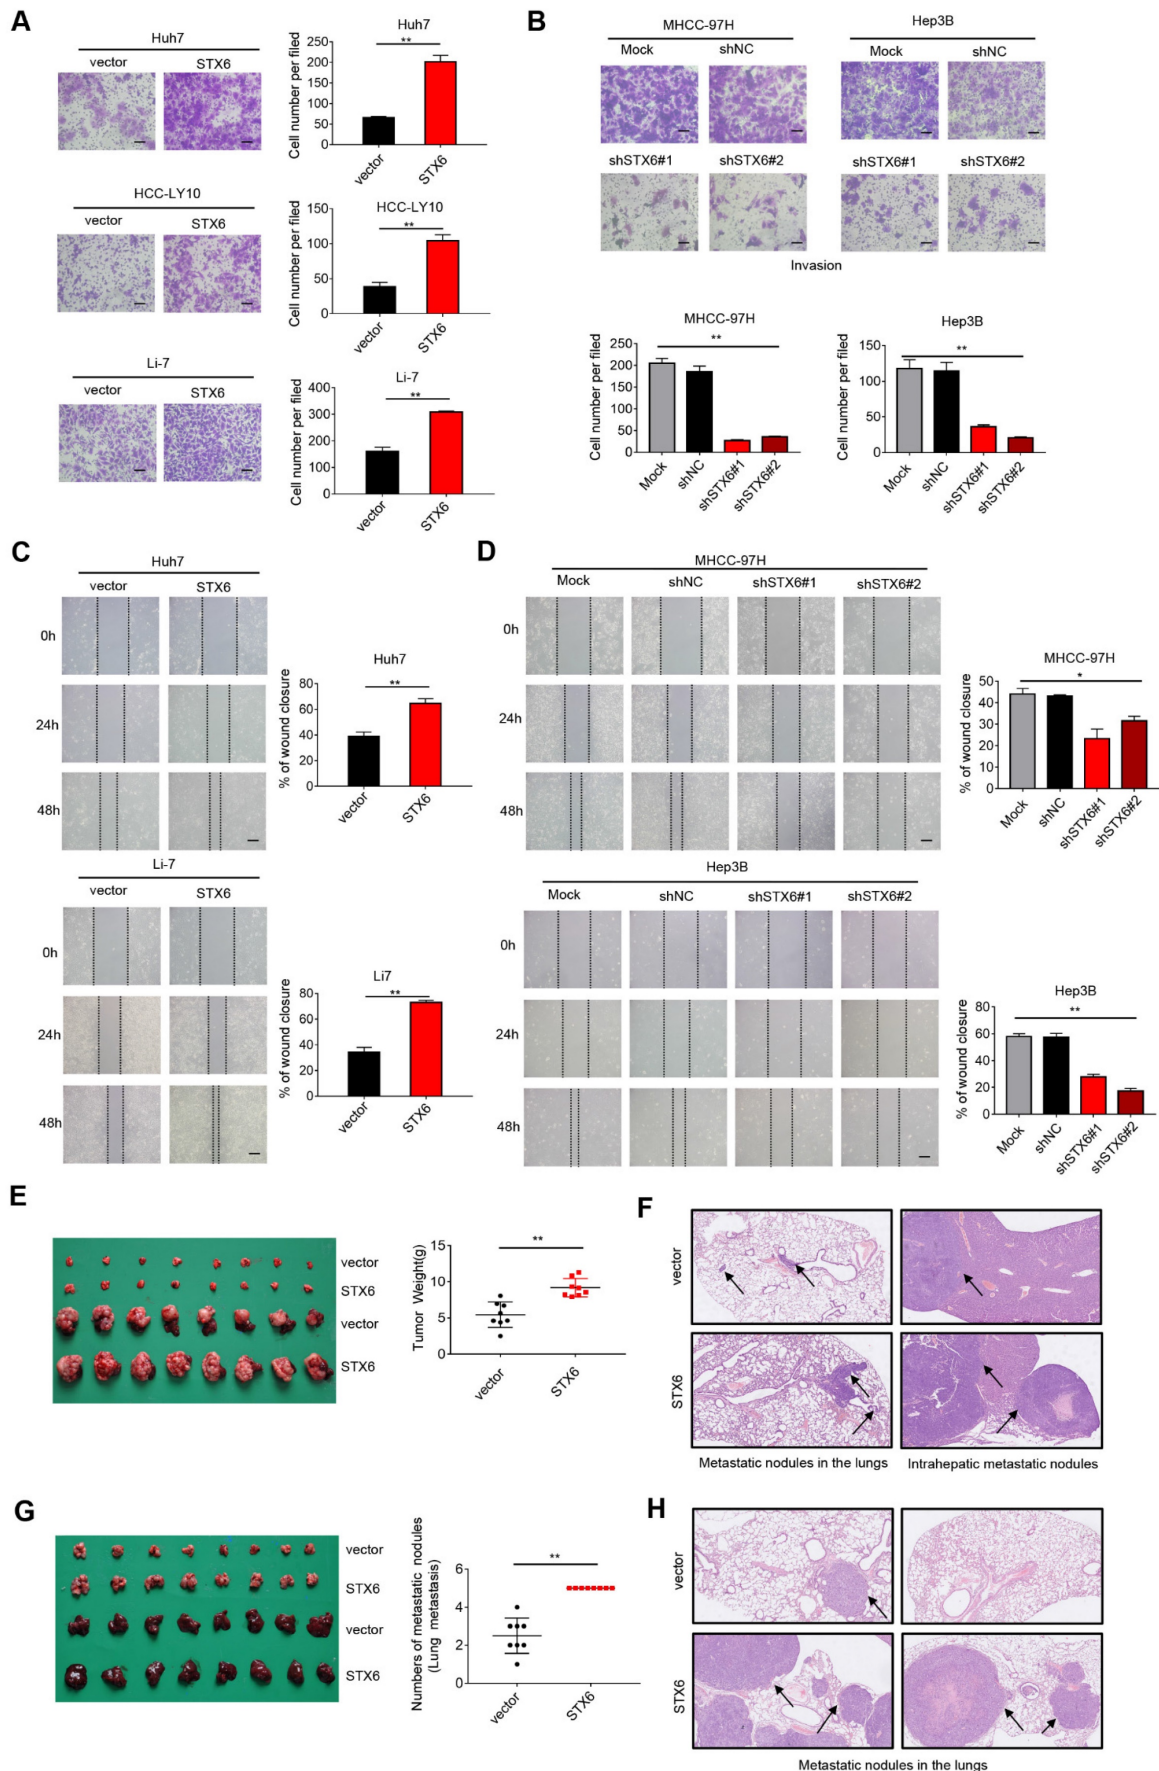 A
Huh7
vector STX6
Huh7
Cell number per filed
250
200
150
100
50
0
**
vector
STX6
HCC-LY10
vector STX6
HCC-LY10
Cell number per filed
150
100
50
0
**
vector
STX6
Li-7
vector STX6
Li-7
Cell number per filed
400
300
200
100
0
**
vector
STX6
B
MHCC-97H
Mock shNC
shSTX6#1 shSTX6#2
Hep3B
Mock shNC
shSTX6#1 shSTX6#2
Invasion
MHCC-97H
Cell number per filed
250
200
150
100
50
0
**
Mock
shNC
shSTX6#1
shSTX6#2
Hep3B
Cell number per filed
150
100
50
0
**
Mock
shNC
shSTX6#1
shSTX6#2
C
Huh7
vector STX6
0h
24h
48h
Huh7
% of wound closure
80
60
40
20
0
**
vector
STX6
Li-7
vector STX6
0h
24h
48h
Li7
% of wound closure
80
60
40
20
0
**
vector
STX6
D
MHCC-97H
Mock shNC shSTX6#1 shSTX6#2
0h
24h
48h
MHCC-97H
% of wound closure
50
40
30
20
10
0
*
Mock
shNC
shSTX6#1
shSTX6#2
Hep3B
Mock shNC shSTX6#1 shSTX6#2
0h
24h
48h
Hep3B
% of wound closure
80
60
40
20
0
**
Mock
shNC
shSTX6#1
shSTX6#2
E
vector
STX6
vector
STX6
Tumor Weight(g)
15
10
5
0
**
vector
STX6
F
vector
STX6
Metastatic nodules in the lungs
Intrahepatic metastatic nodules
G
vector
STX6
vector
STX6
Numbers of metastatic nodules
(Lung metastasis)
6
4
2
0
**
vector
STX6
H
vector
STX6
Metastatic nodules in the lungs